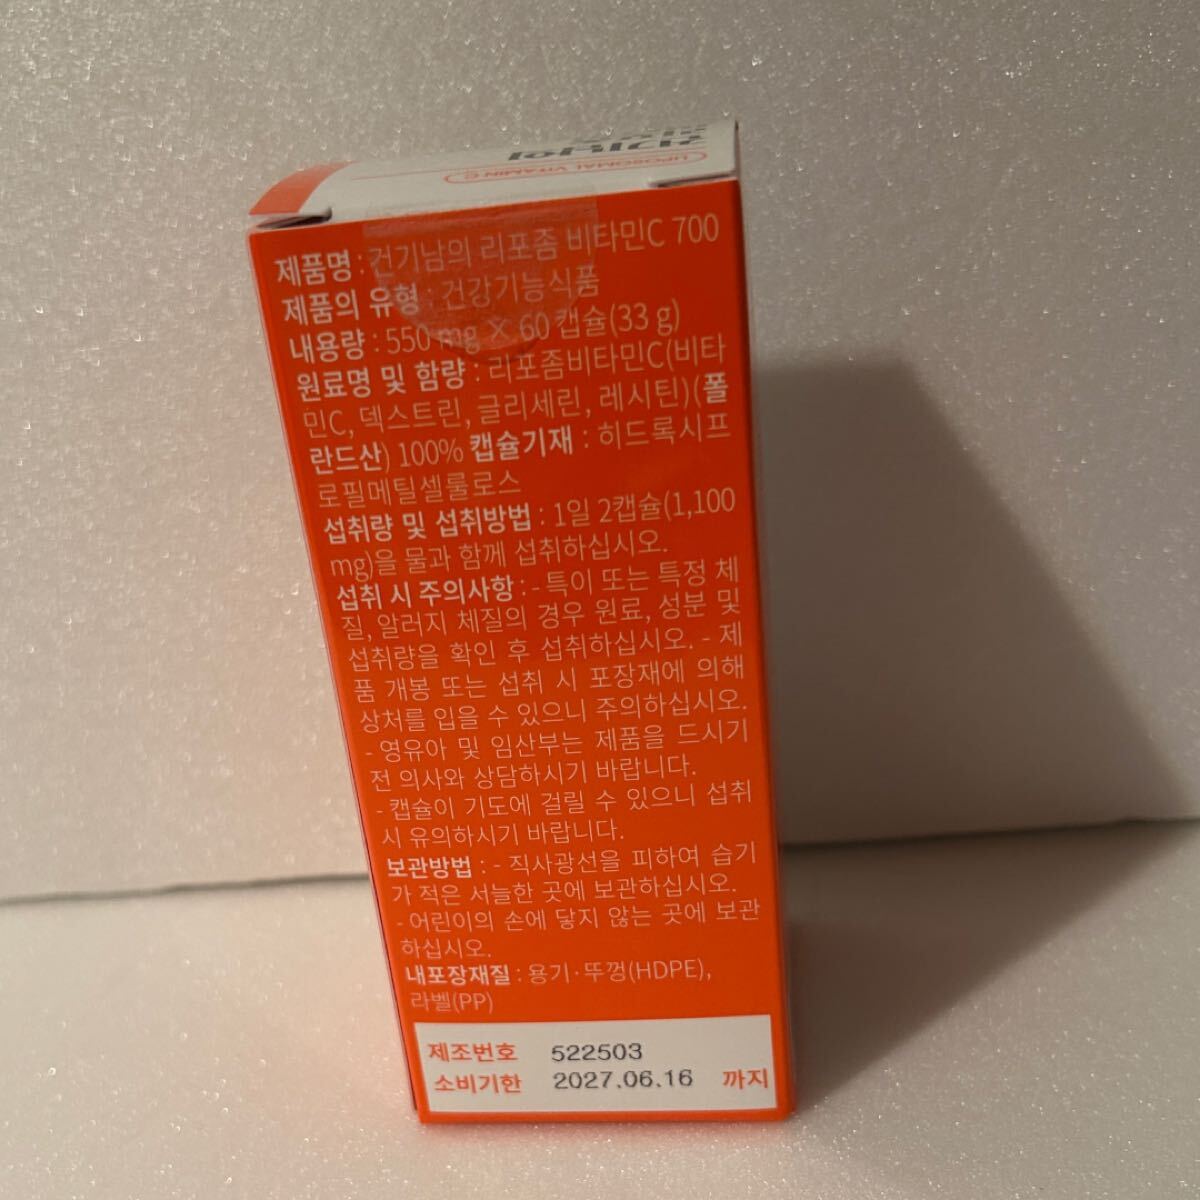 LIPOSOMAL VITAMIN C
제품명 : 건기남의 리포좀 비타민C 700
제품의 유형 : 건강기능식품
내용량 : 550 mg × 60 캡슐(33 g)
원료명 및 함량 : 리포좀비타민C(비타
민C, 덱스트린, 글리세린, 레시틴)(폴
란드산) 100% 캡슐기재 : 히드록시프
로필메틸셀룰로스
섭취량 및 섭취방법 : 1일 2캡슐(1,100
mg)을 물과 함께 섭취하십시오.
섭취 시 주의사항 : - 특이 또는 특정 체
질, 알러지 체질의 경우 원료, 성분 및
섭취량을 확인 후 섭취하십시오. - 제
품 개봉 또는 섭취 시 포장재에 의해
상처를 입을 수 있으니 주의하십시오.
- 영유아 및 임산부는 제품을 드시기
전 의사와 상담하시기 바랍니다.
- 캡슐이 기도에 걸릴 수 있으니 섭취
시 유의하시기 바랍니다.
보관방법 : - 직사광선을 피하여 습기
가 적은 서늘한 곳에 보관하십시오.
- 어린이의 손에 닿지 않는 곳에 보관
하십시오.
내포장재질 : 용기·뚜껑(HDPE),
라벨(PP)
제조번호 522503
소비기한 2027.06.16 까지